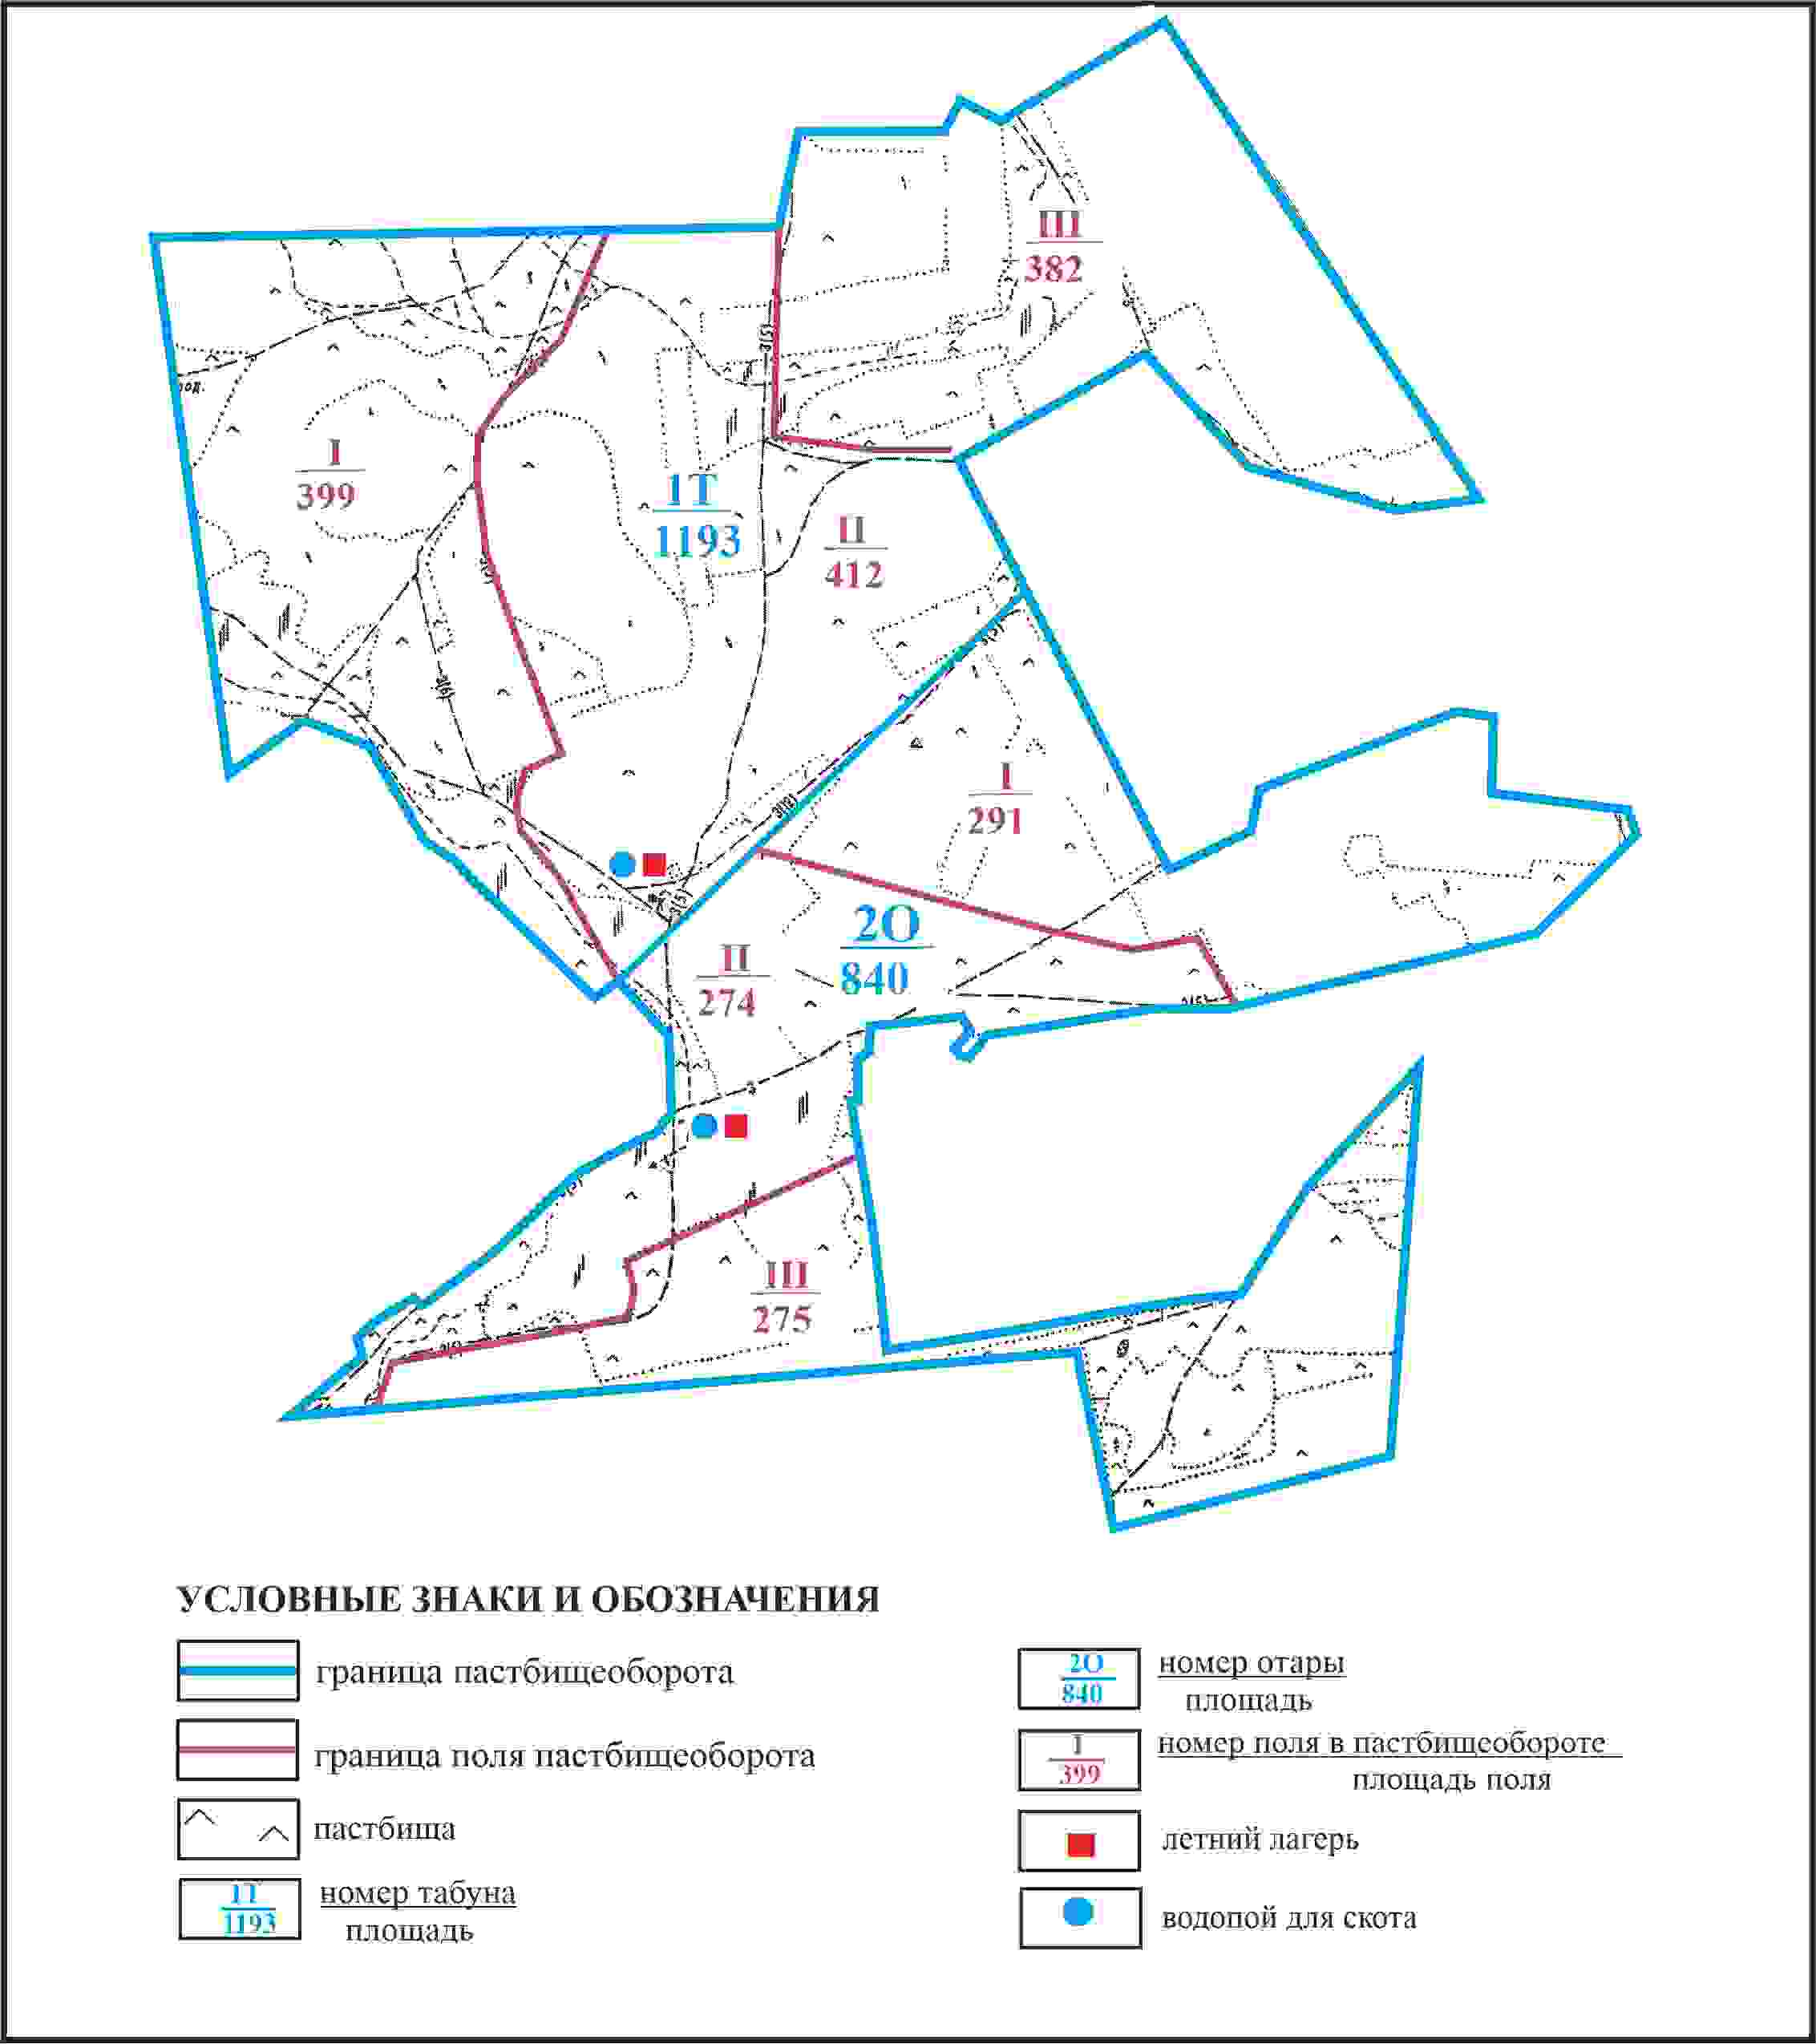 III
382
I
399
1Т
1193
II
412
I
291
2О
840
II
274
III
275
УСЛОВНЫЕ ЗНАКИ И ОБОЗНАЧЕНИЯ
граница пастбищеоборота
граница поля пастбищеоборота
пастбища
1Т
1193
номер табуна
площадь
2О
840
номер отары
площадь
I
399
номер поля в пастбищеобороте
площадь поля
летний лагерь
водопой для скота